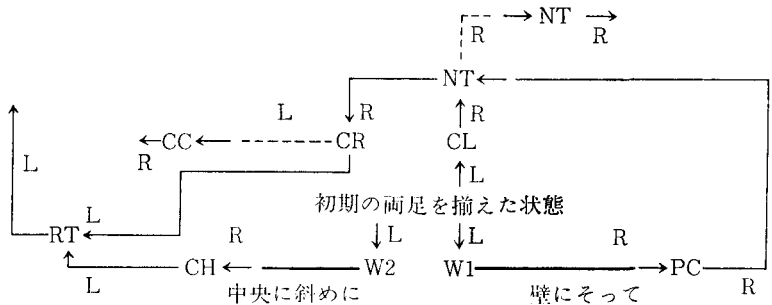 NT
R R
NT
L R R
CC CR CL
R
L L
初期の両足を揃えた状態
L
RT R L L R
CH W2 W1 PC
L 中央に斜めに 壁にそって R